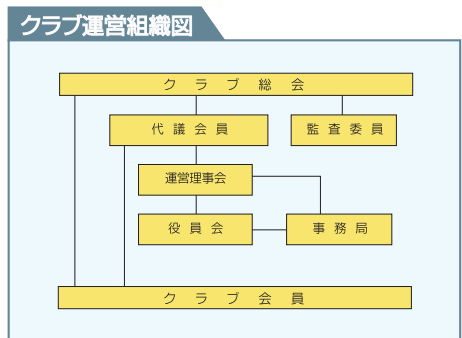 クラブ運営組織図
クラブ総会
代議会員
監査委員
運営理事会
役員会
事務局
クラブ会員